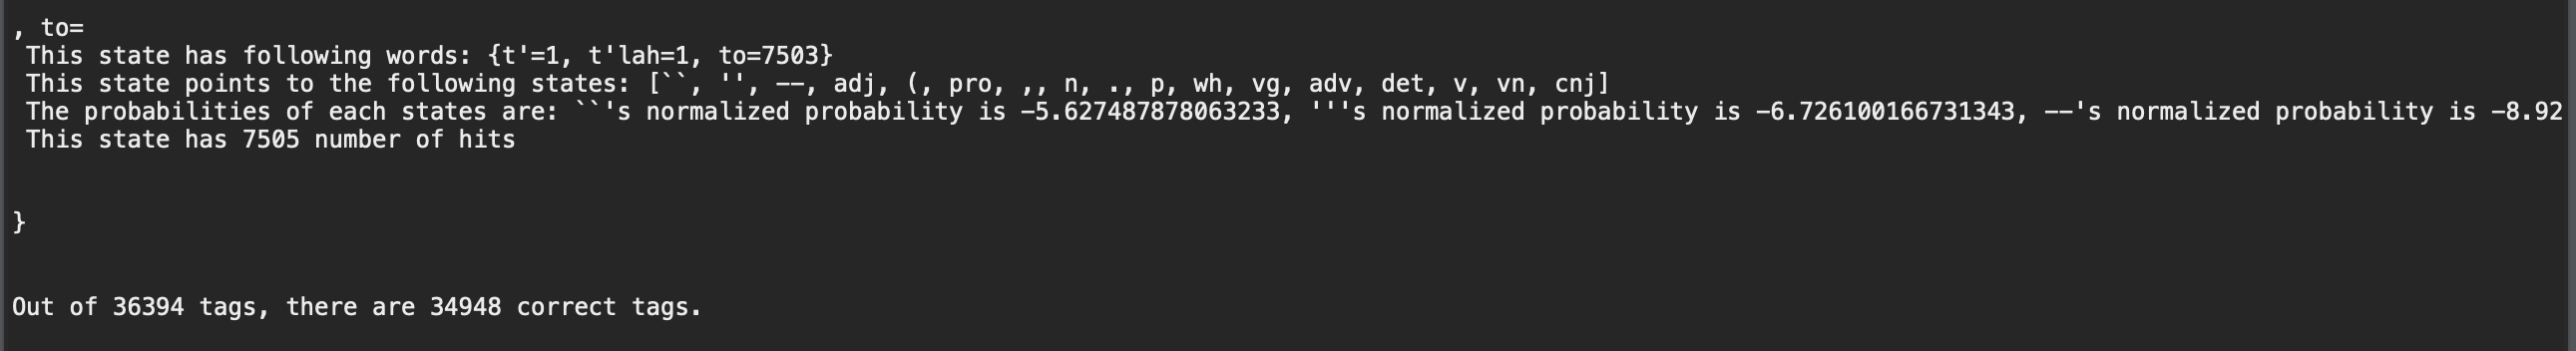 , to=
This state has following words: {t'=1, t'lah=1, to=7503}
This state points to the following states: [``, '', --, adj, (, pro, ,, n, ., p, wh, vg, adv, det, v, vn, cnj]
The probabilities of each states are: ``'s normalized probability is -5.627487878063233, '''s normalized probability is -6.726100166731343, --'s normalized probability is -8.92
This state has 7505 number of hits
}
Out of 36394 tags, there are 34948 correct tags.